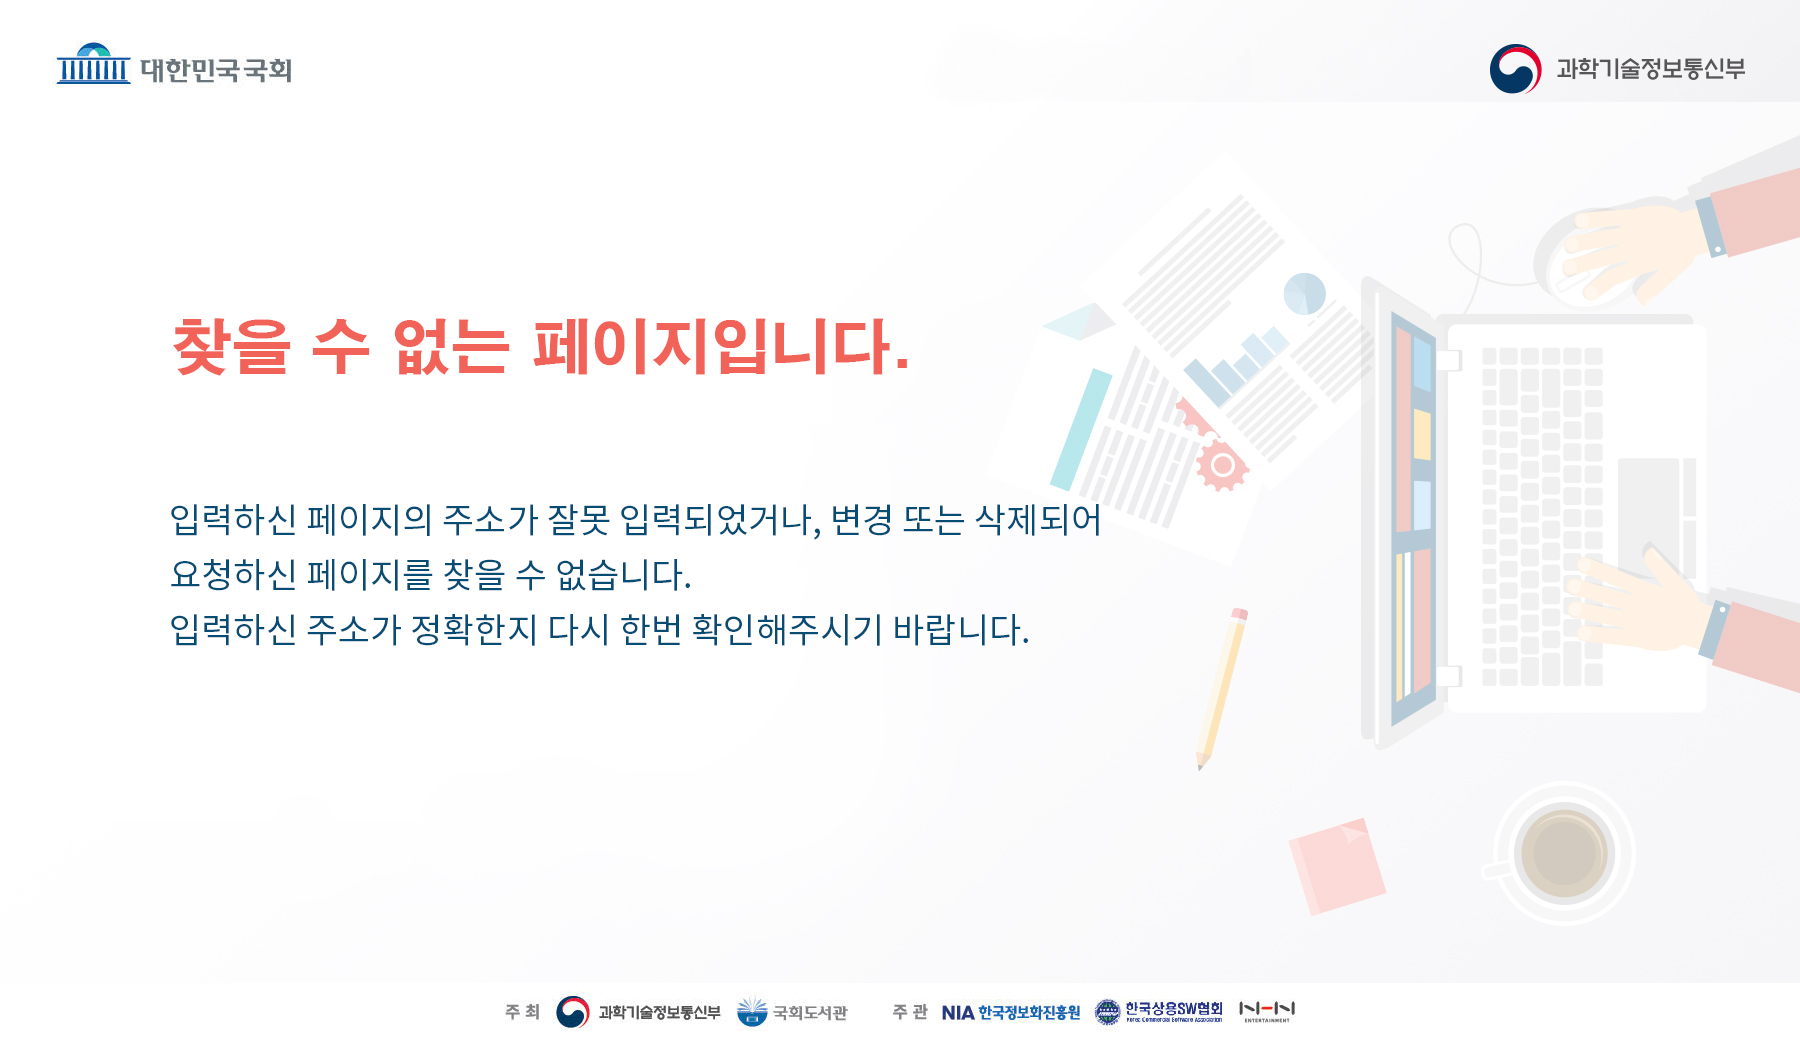 대한민국국회
과학기술정보통신부
찾을 수 없는 페이지입니다.
입력하신 페이지의 주소가 잘못 입력되었거나, 변경 또는 삭제되어
요청하신 페이지를 찾을 수 없습니다.
입력하신 주소가 정확한지 다시 한번 확인해주시기 바랍니다.
주 최 과학기술정보통신부 국회도서관 주 관 NIA 한국정보화진흥원 한국상용SW협회
Korea Commercial Software Association
NHN
ENTERTAINMENT